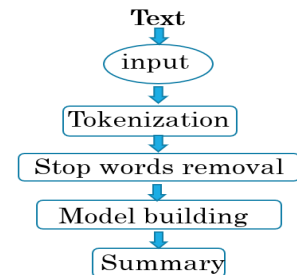 Text
input
Tokenization
Stop words removal
Model building
Summary